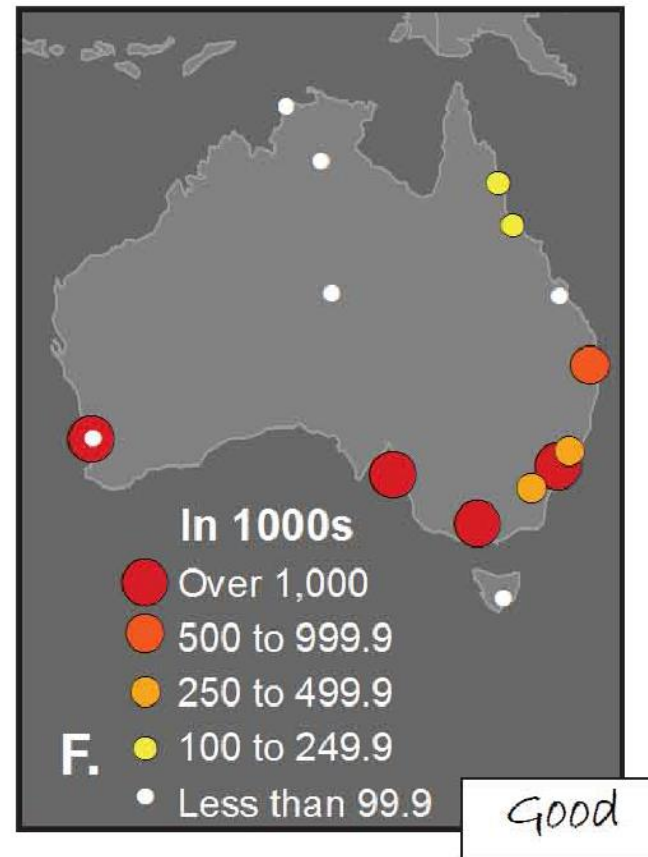 In 1000s
Over 1,000
500 to 999.9
250 to 499.9
100 to 249.9
Less than 99.9
F.
Good